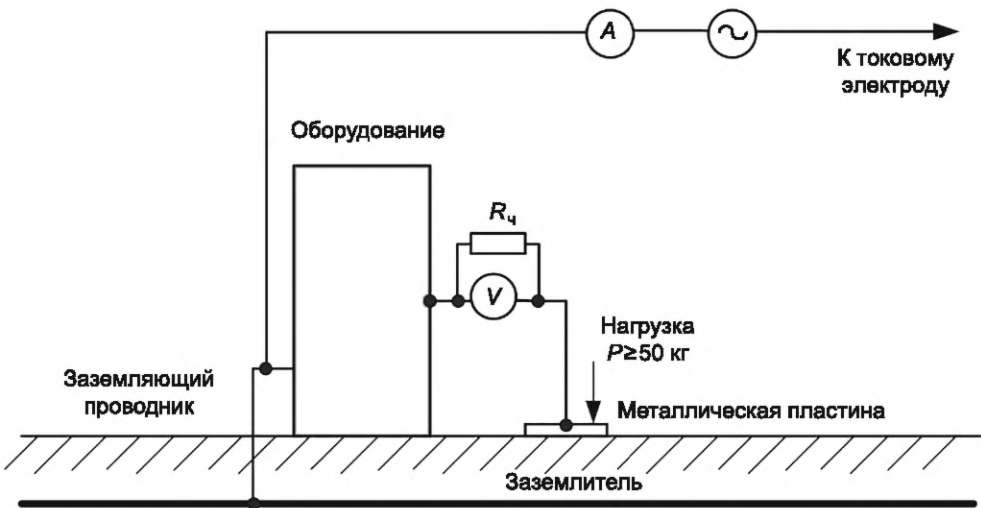 A
К токовому
электроду
Оборудование
Rч
V
Нагрузка
P≥50 кг
Заземляющий
проводник
Металлическая пластина
Заземлитель